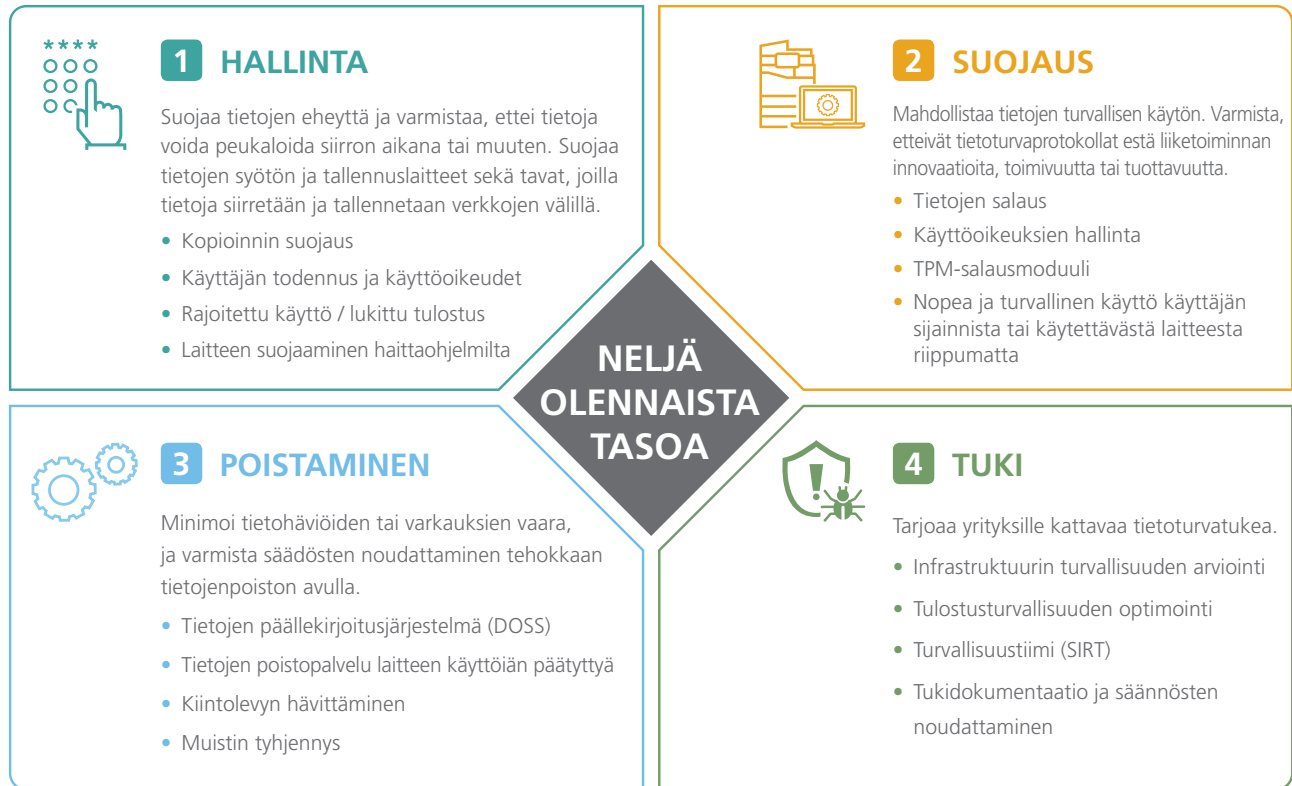 ****
1 HALLINTA
Suojaa tietojen eheyttä ja varmistaa, ettei tietoja
voida peukaloida siirron aikana tai muuten. Suojaa
tietojen syötön ja tallennuslaitteet sekä tavat, joilla
tietoja siirretään ja tallennetaan verkkojen välillä.
• Kopioinnin suojaus
• Käyttäjän todennus ja käyttöoikeudet
• Rajoitettu käyttö / lukittu tulostus
• Laitteen suojaaminen haittaohjelmilta
2 SUOJAUS
Mahdollistaa tietojen turvallisen käytön. Varmista,
etteivät tietoturvaprotokollat estä liiketoiminnan
innovaatioita, toimivuutta tai tuottavuutta.
• Tietojen salaus
• Käyttöoikeuksien hallinta
• TPM-salausmoduuli
• Nopea ja turvallinen käyttö käyttäjän
sijainnista tai käytettävästä laitteesta
riippumatta
NELJÄ
OLENNAISTA
TASOA
3 POISTAMINEN
Minimoi tietohäviöiden tai varkauksien vaara,
ja varmista säädösten noudattaminen tehokkaan
tietojenpoiston avulla.
• Tietojen päällekirjoitusjärjestelmä (DOSS)
• Tietojen poistopalvelu laitteen käyttöiän päätyttyä
• Kiintolevyn hävittäminen
• Muistin tyhjennys
4 TUKI
Tarjoaa yrityksille kattavaa tietoturvatukea.
• Infrastruktuurin turvallisuuden arviointi
• Tulostusturvallisuuden optimointi
• Turvallisuustiimi (SIRT)
• Tukidokumentaatio ja säännösten
noudattaminen